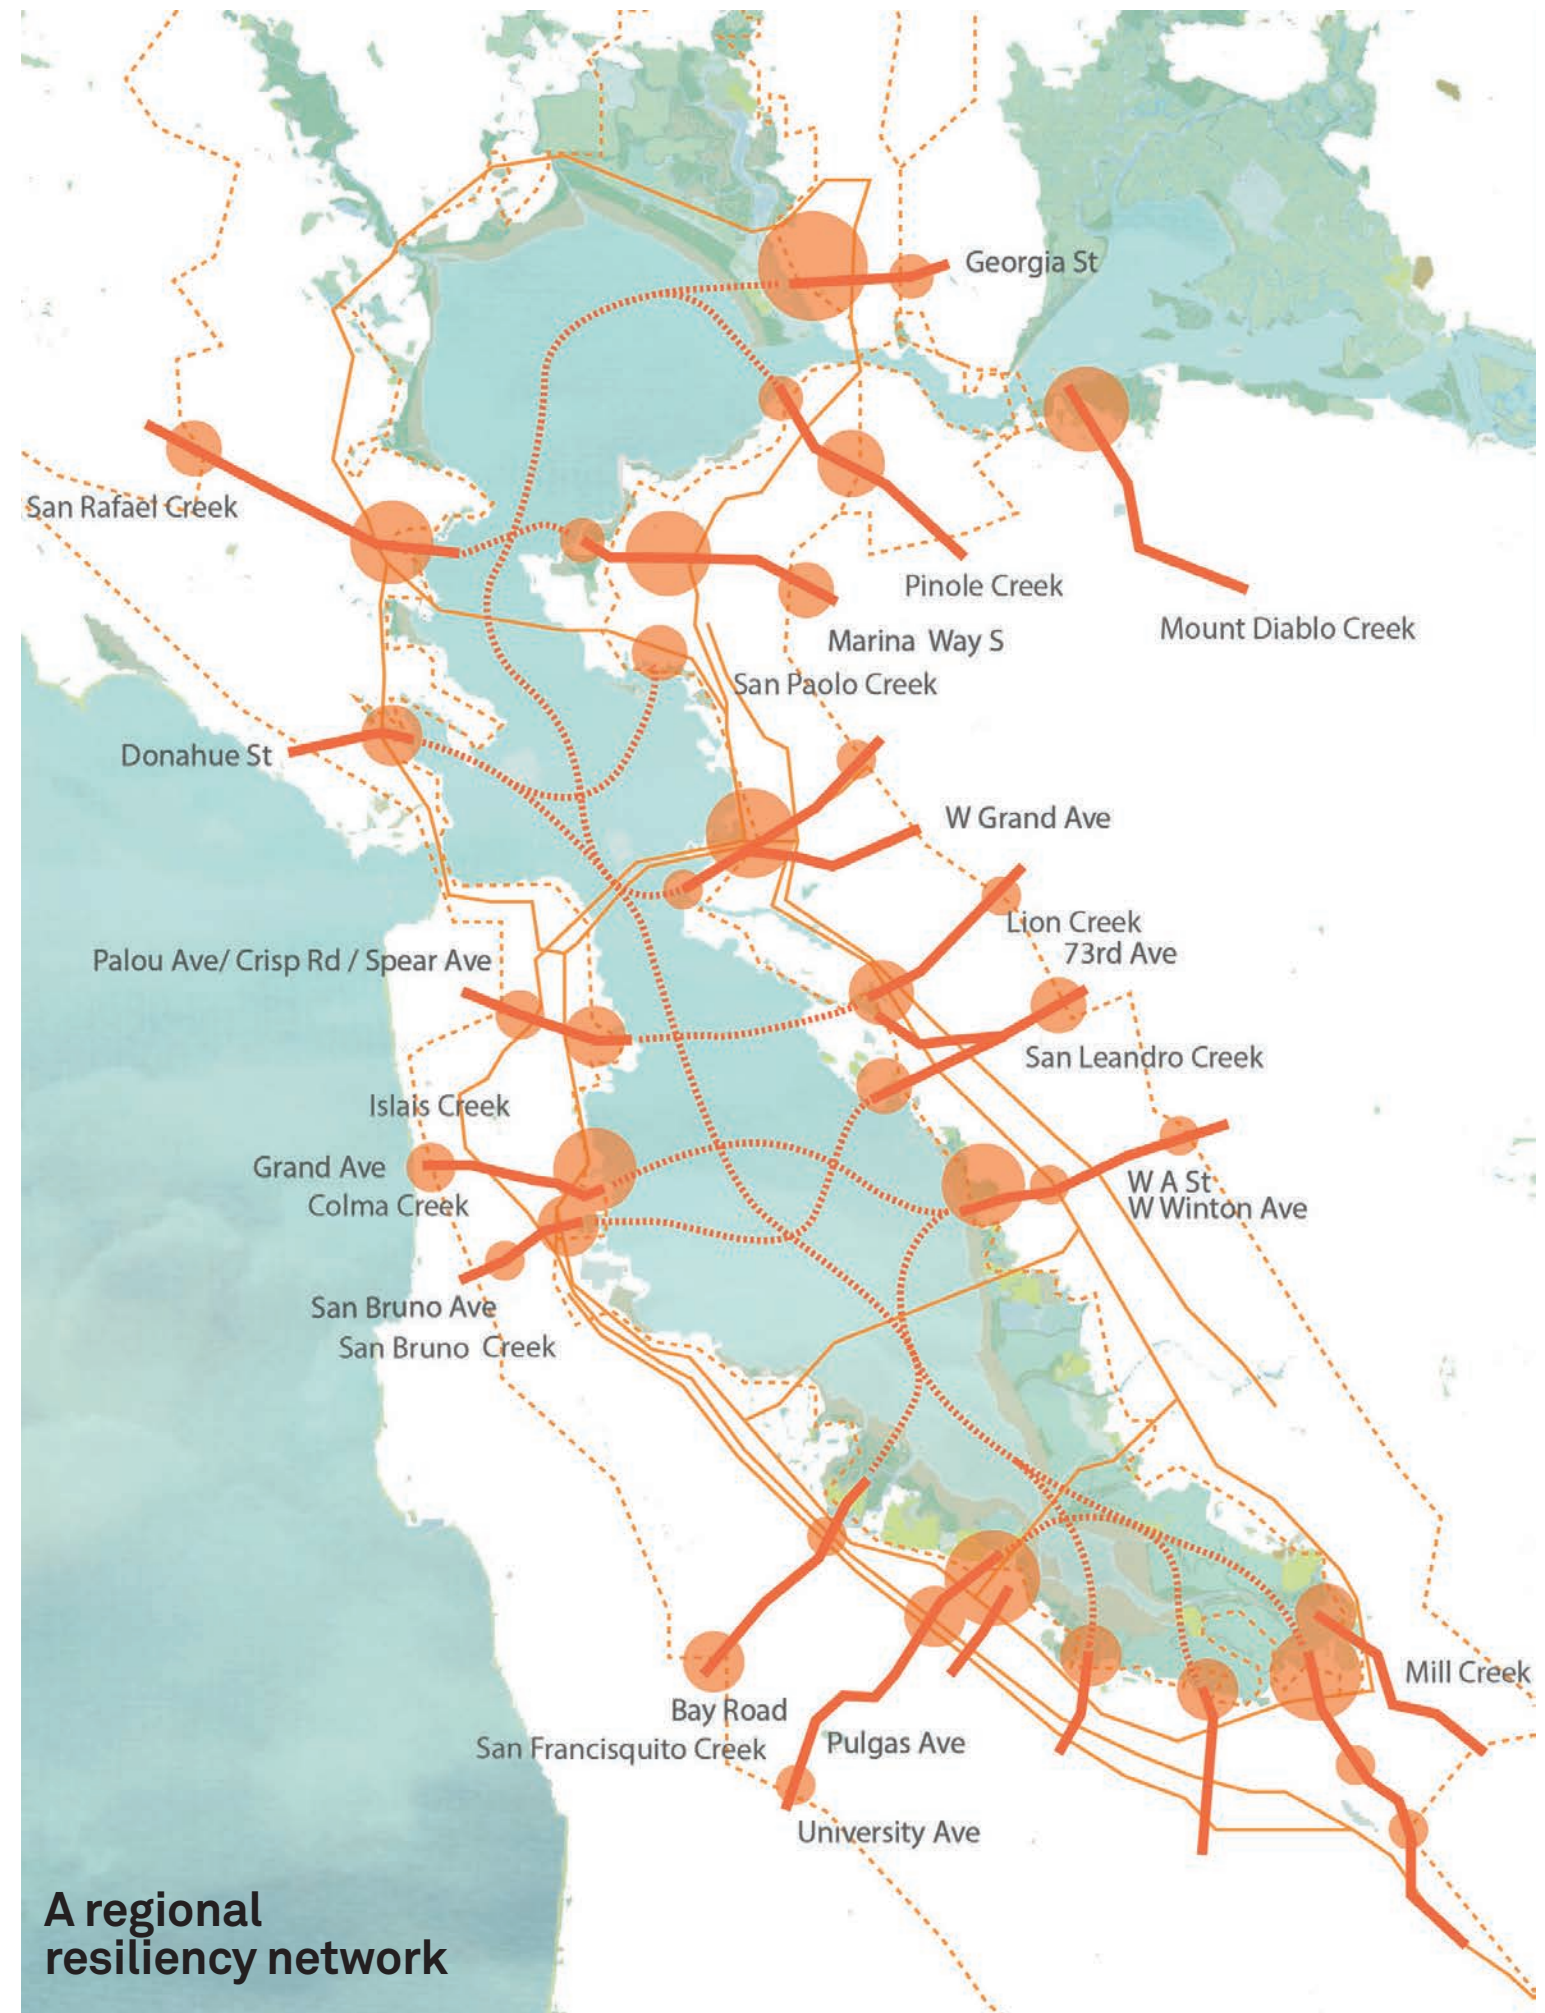 Georgia St
San Rafael Creek
Pinole Creek
Mount Diablo Creek
Marina Way S
San Paolo Creek
Donahue St
W Grand Ave
Lion Creek
73rd Ave
Palou Ave/ Crisp Rd / Spear Ave
San Leandro Creek
Islais Creek
Grand Ave
Colma Creek
W A St
W Winton Ave
San Bruno Ave
San Bruno Creek
Mill Creek
Bay Road
San Francisquito Creek
Pulgas Ave
University Ave
A regional
resiliency network